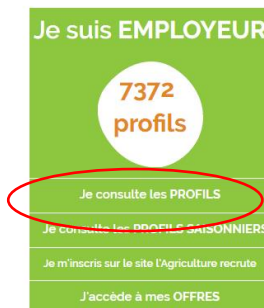 Je suis EMPLOYEUR
7372
profils
Je consulte les PROFILS
Je consulte les PROFILS SAISONNIERS
Je m'inscris sur le site l'Agriculture recrute
J'accède à mes OFFRES